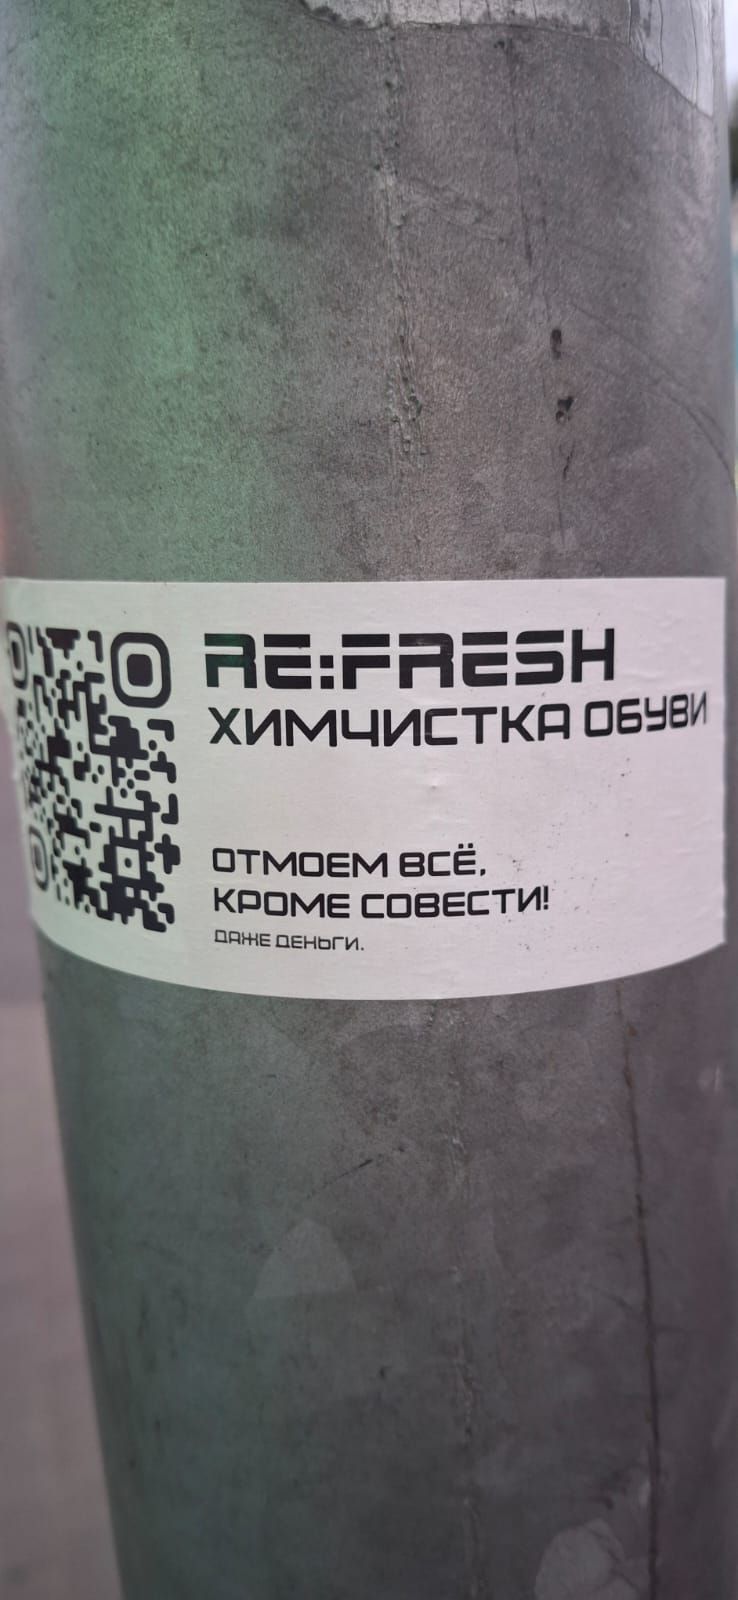 RE:FRESH
ХИМЧИСТКА ОБУВИ
ОТМОЕМ ВСЁ,
КРОМЕ СОВЕСТИ!
ДАЖЕ ДЕНЬГИ.